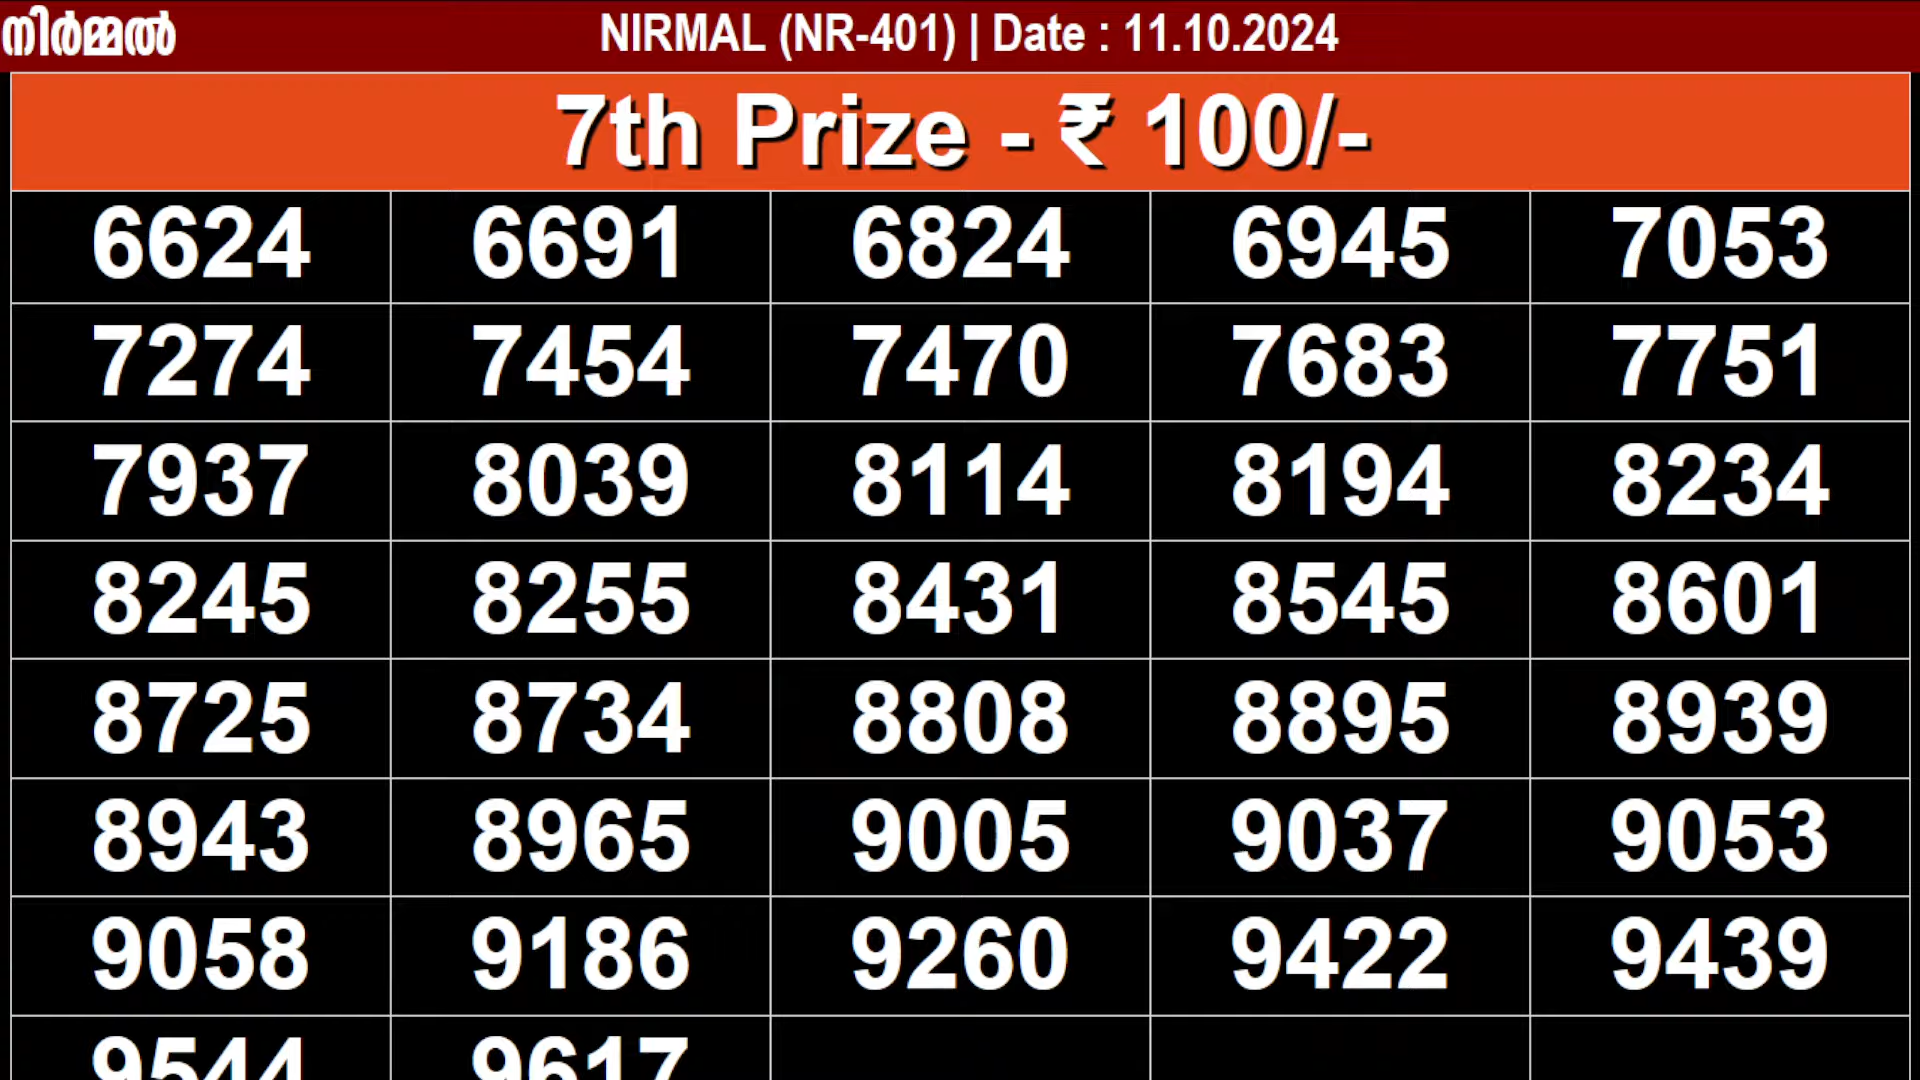 നിർമ്മൽ NIRMAL (NR-401) | Date : 11.10.2024
7th Prize - ₹ 100/-
6624 6691 6824 6945 7053
7274 7454 7470 7683 7751
7937 8039 8114 8194 8234
8245 8255 8431 8545 8601
8725 8734 8808 8895 8939
8943 8965 9005 9037 9053
9058 9186 9260 9422 9439
9544 9617